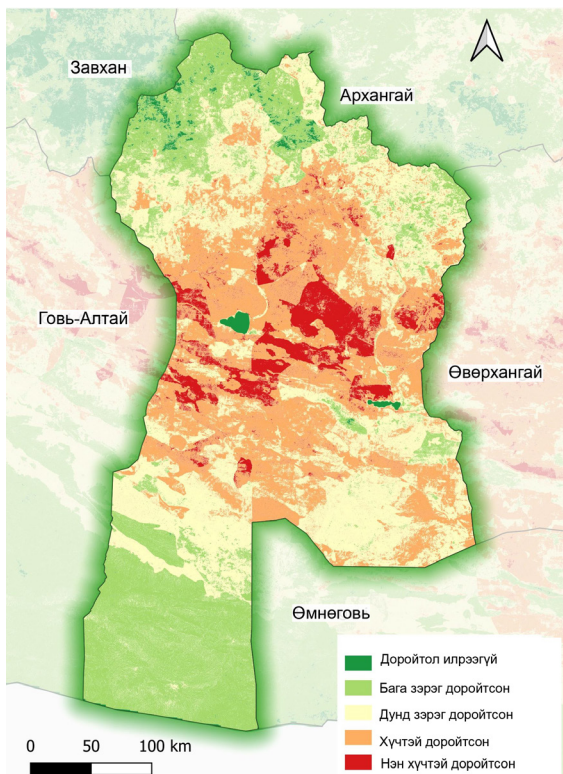 Завхан
Архангай
Говь-Алтай
Өвөрхангай
Өмнөговь
Доройтол илрээгүй
Бага зэрэг доройтсон
Дунд зэрэг доройтсон
Хүчтэй доройтсон
Нэн хүчтэй доройтсон
0 50 100 km